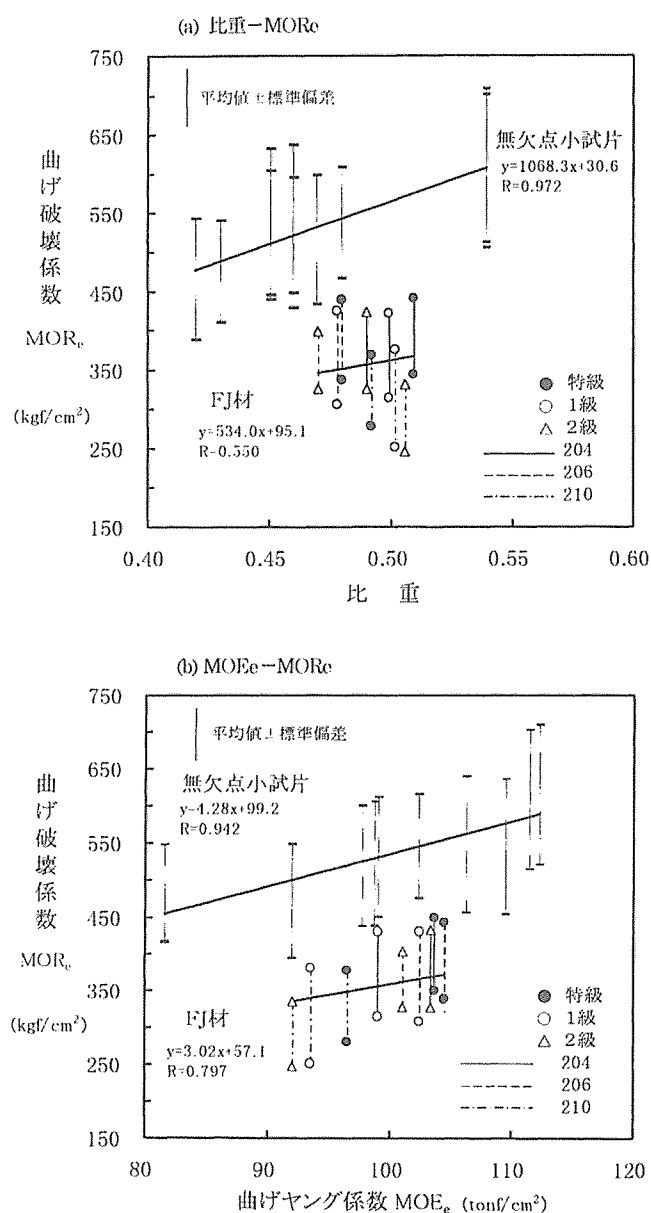 (a) 比重－MORe
750
650
550
450
350
250
150
曲げ破壊係数
MORe
(kgf/cm²)
平均値±標準偏差
無欠点小試片
y=1068.3x+30.6
R=0.972
FJ材
y=534.0x+95.1
R=0.550
特級
1級
2級
204
206
210
0.40 0.45 0.50 0.55 0.60
比 重
(b) MOEe－MORe
750
650
550
450
350
250
150
曲げ破壊係数
MORe
(kgf/cm²)
平均値±標準偏差
無欠点小試片
y=4.28x+99.2
R=0.942
FJ材
y=3.02x+57.1
R=0.797
特級
1級
2級
204
206
210
80 90 100 110 120
曲げヤング係数 MOEe (tonf/cm²)